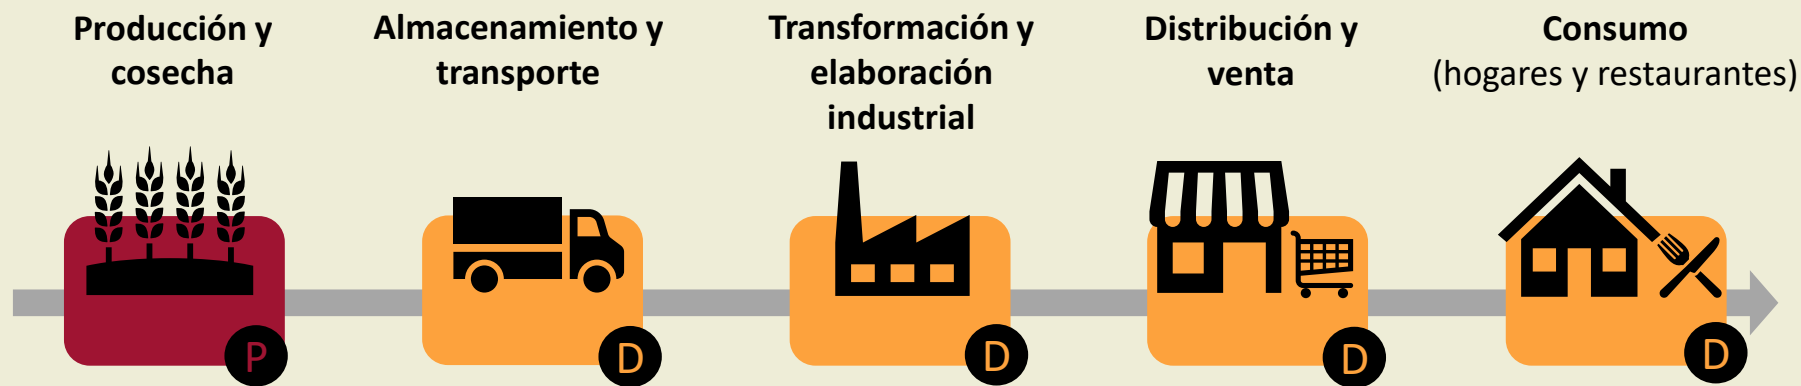 Producción y
cosecha
Almacenamiento y
transporte
Transformación y
elaboración
industrial
Distribución y
venta
Consumo
(hogares y restaurantes)
P
D
D
D
D